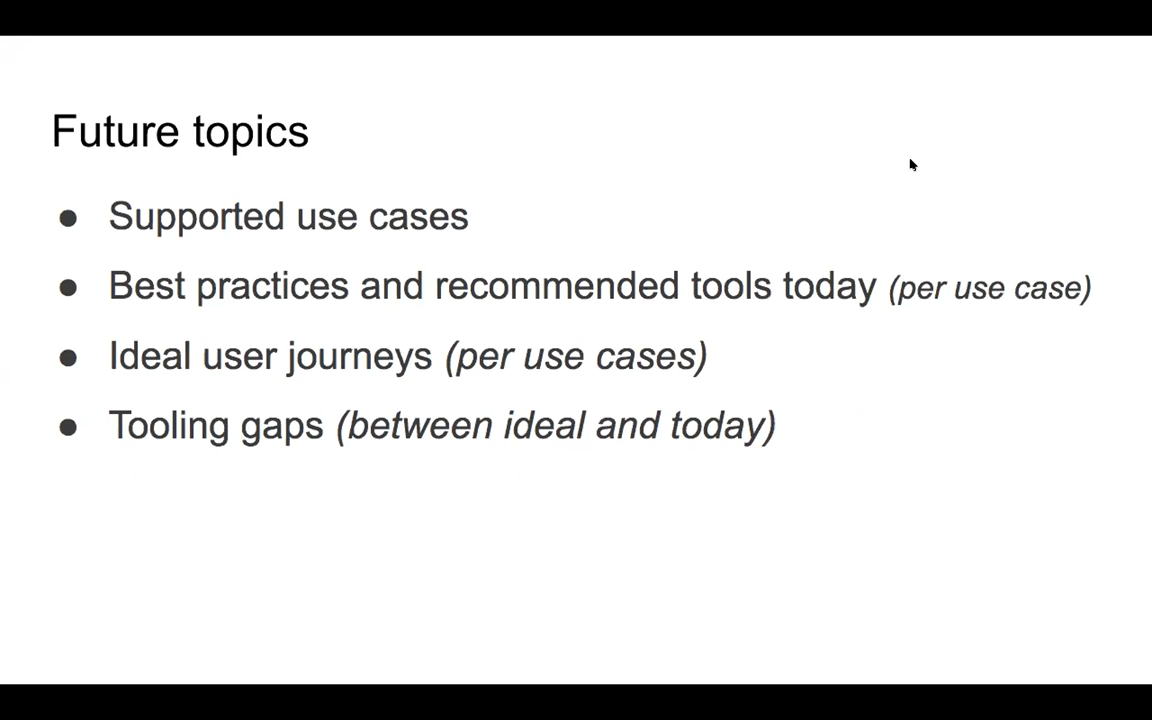 Future topics
● Supported use cases
● Best practices and recommended tools today (per use case)
● Ideal user journeys (per use cases)
● Tooling gaps (between ideal and today)